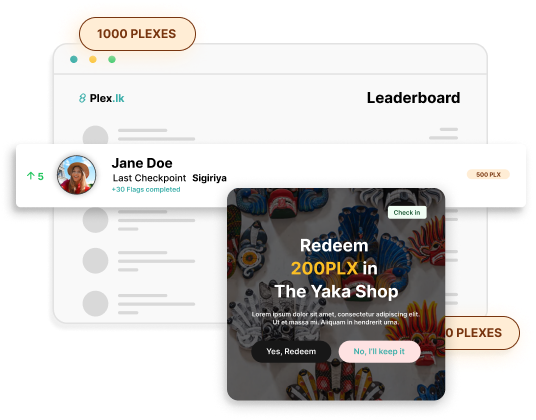 1000 PLEXES
Plex.lk
Leaderboard
↑ 5
Jane Doe
Last Checkpoint Sigiriya
+30 Flags completed
500 PLX
Check in
Redeem
200PLX in
The Yaka Shop
Lorem ipsum dolor sit amet, consectetur adipiscing elit.
Ut et massa mi. Aliquam in hendrerit urna.
Yes, Redeem
No, I'll keep it
0 PLEXES